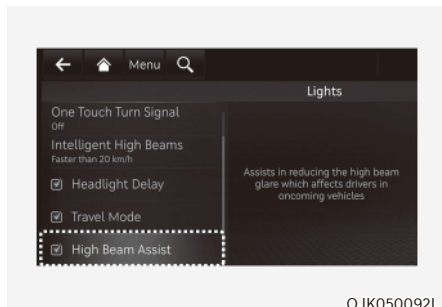 Menu
Lights
One Touch Turn Signal
Off
Intelligent High Beams
Faster than 20 km/h
Headlight Delay
Travel Mode
High Beam Assist
Assists in reducing the high beam
glare which affects drivers in
oncoming vehicles
OJK050092L